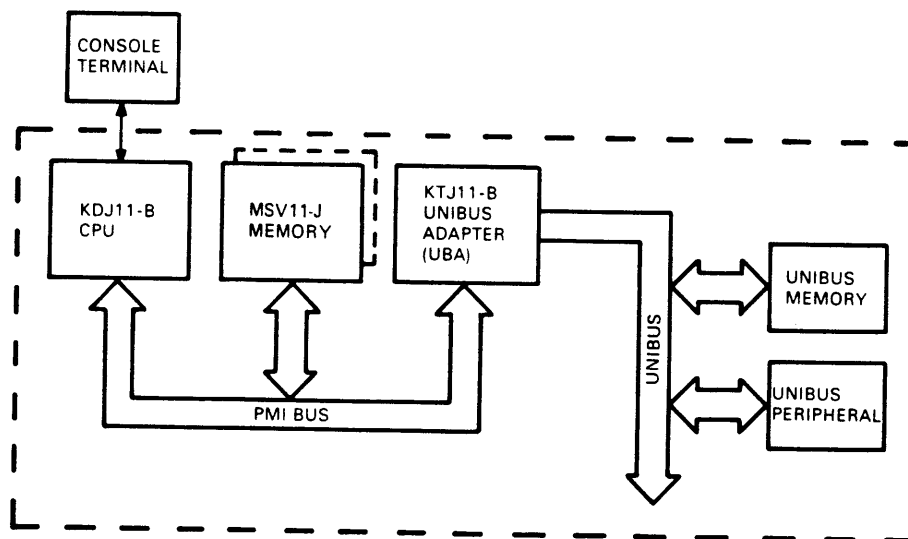 CONSOLE
TERMINAL
KDJ11-B
CPU
MSV11-J
MEMORY
KTJ11-B
UNIBUS
ADAPTER
(UBA)
UNIBUS
MEMORY
UNIBUS
UNIBUS
PERIPHERAL
PMI BUS